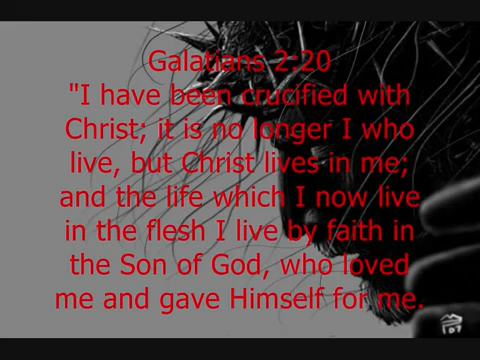 Galatians 2:20
"I have been crucified with
Christ; it is no longer I who
live, but Christ lives in me;
and the life which I now live
in the flesh I live by faith in
the Son of God, who loved
me and gave Himself for me.